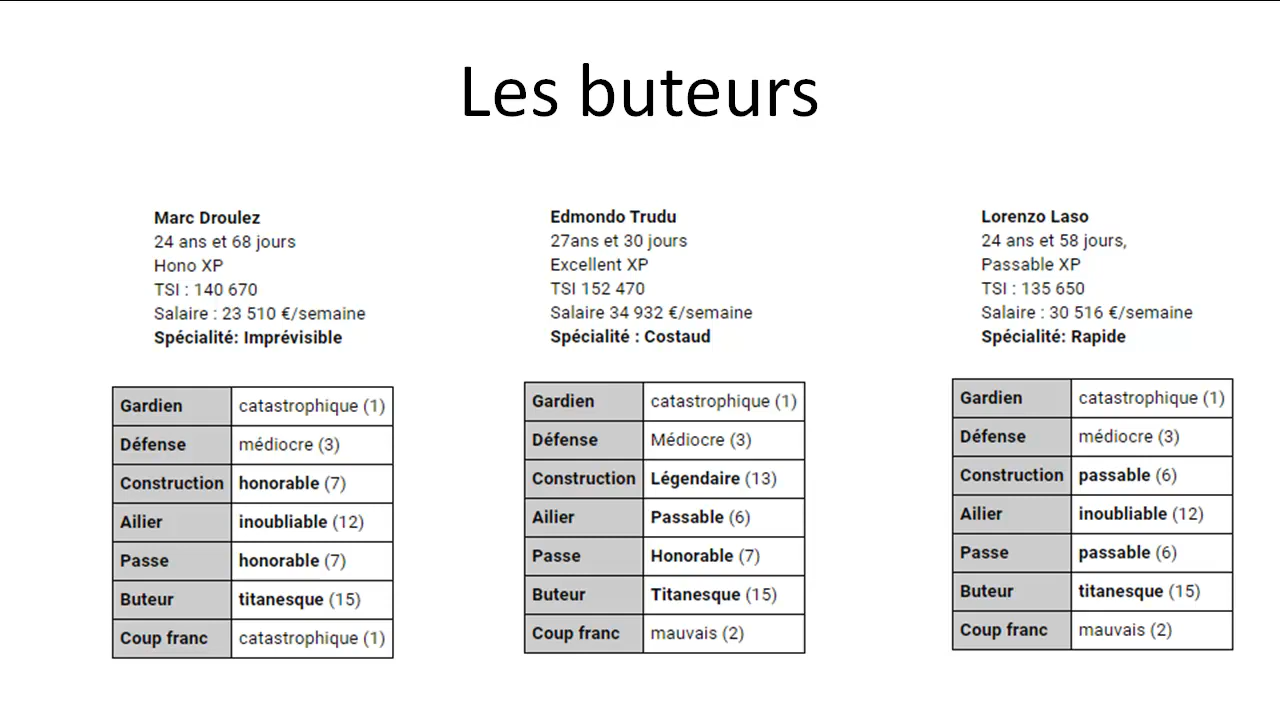 Les buteurs
Marc Droulez
24 ans et 68 jours
Hono XP
TSI : 140 670
Salaire : 23 510 €/semaine
Spécialité: Imprévisible
Gardien catastrophique (1)
Défense médiocre (3)
Construction honorable (7)
Ailier inoubliable (12)
Passe honorable (7)
Buteur titanesque (15)
Coup franc catastrophique (1)
Edmondo Trudu
27ans et 30 jours
Excellent XP
TSI 152 470
Salaire 34 932 €/semaine
Spécialité : Costaud
Gardien catastrophique (1)
Défense Médiocre (3)
Construction Légendaire (13)
Ailier Passable (6)
Passe Honorable (7)
Buteur Titanesque (15)
Coup franc mauvais (2)
Lorenzo Laso
24 ans et 58 jours,
Passable XP
TSI : 135 650
Salaire : 30 516 €/semaine
Spécialité: Rapide
Gardien catastrophique (1)
Défense médiocre (3)
Construction passable (6)
Ailier inoubliable (12)
Passe passable (6)
Buteur titanesque (15)
Coup franc mauvais (2)